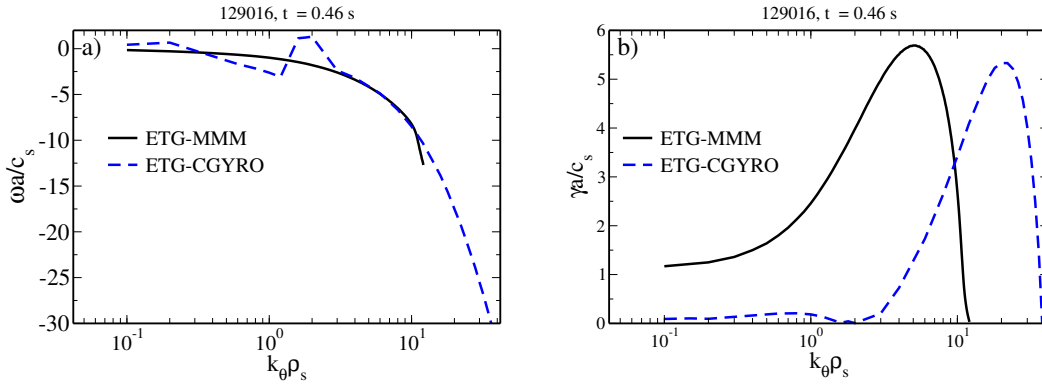 129016, t = 0.46 s
a)
0
-5
-10
-15
-20
-25
-30
ωa/c_s
ETG-MMM
ETG-CGYRO
10^-1
10^0
10^1
k_θρ_s
129016, t = 0.46 s
b)
6
5
4
3
2
1
0
γa/c_s
ETG-MMM
ETG-CGYRO
10^-1
10^0
10^1
k_θρ_s